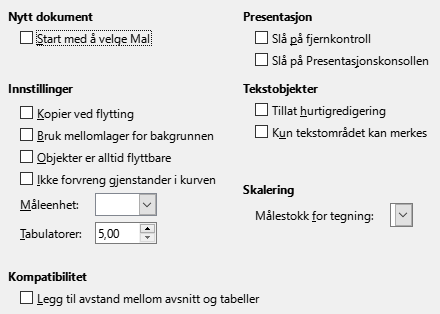 Nytt dokument
Start med å velge Mal
Innstillinger
Kopier ved flytting
Bruk mellomlager for bakgrunnen
Objekter er alltid flyttbare
Ikke forvreng gjenstander i kurven
Måleenhet:
Tabulatorer: 5,00
Kompatibilitet
Legg til avstand mellom avsnitt og tabeller
Presentasjon
Slå på fjernkontroll
Slå på Presentasjonskonsollen
Tekstobjekter
Tillat hurtigredigering
Kun tekstområdet kan merkes
Skalering
Målestokk for tegning: